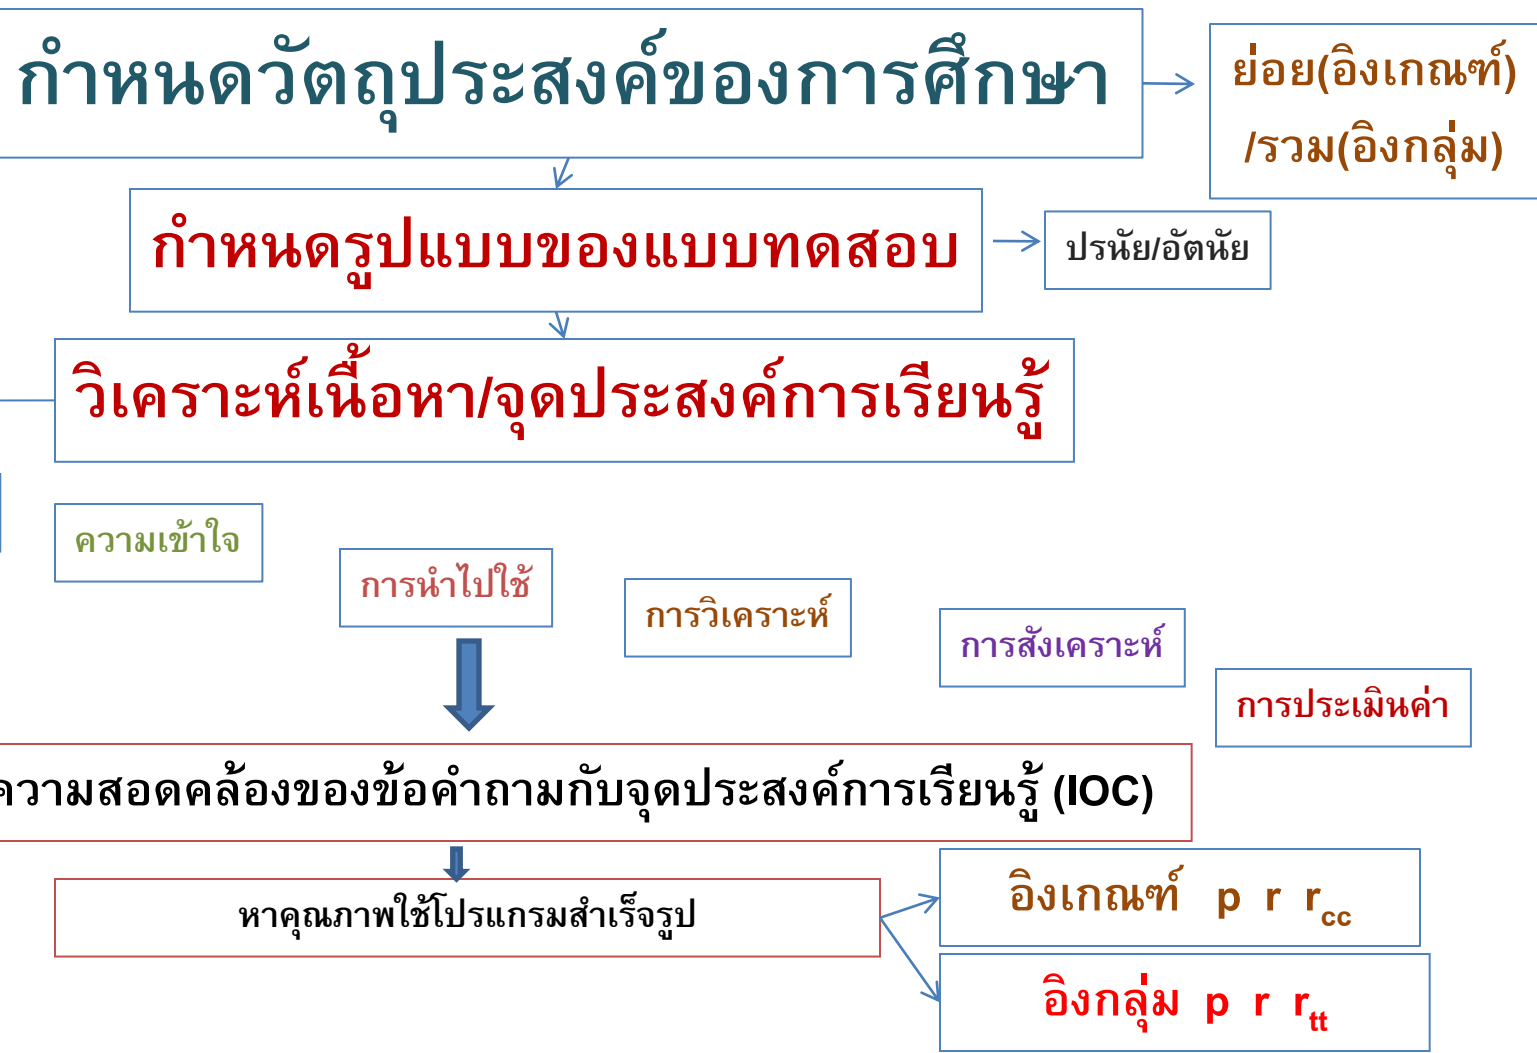 กำหนดวัตถุประสงค์ของการศึกษา
ย่อย(อิงเกณฑ์)
/รวม(อิงกลุ่ม)
กำหนดรูปแบบของแบบทดสอบ
ปรนัย/อัตนัย
วิเคราะห์เนื้อหา/จุดประสงค์การเรียนรู้
ความเข้าใจ
การนำไปใช้
การวิเคราะห์
การสังเคราะห์
การประเมินค่า
ความสอดคล้องของข้อคำถามกับจุดประสงค์การเรียนรู้ (IOC)
หาคุณภาพใช้โปรแกรมสำเร็จรูป
อิงเกณฑ์ p r rcc
อิงกลุ่ม p r rtt